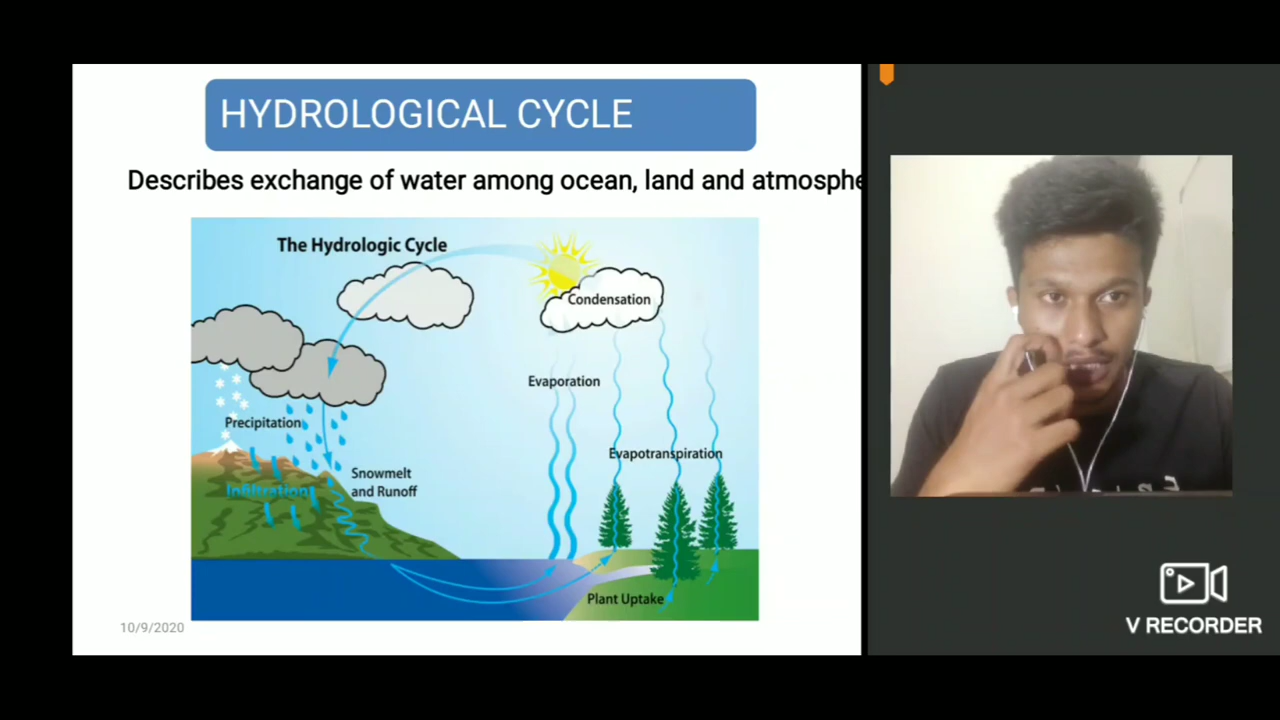 HYDROLOGICAL CYCLE
Describes exchange of water among ocean, land and atmosphe
The Hydrologic Cycle
Condensation
Evaporation
Precipitation
Evapotranspiration
Snowmelt
and Runoff
Infiltration
Plant Uptake
10/9/2020
V RECORDER